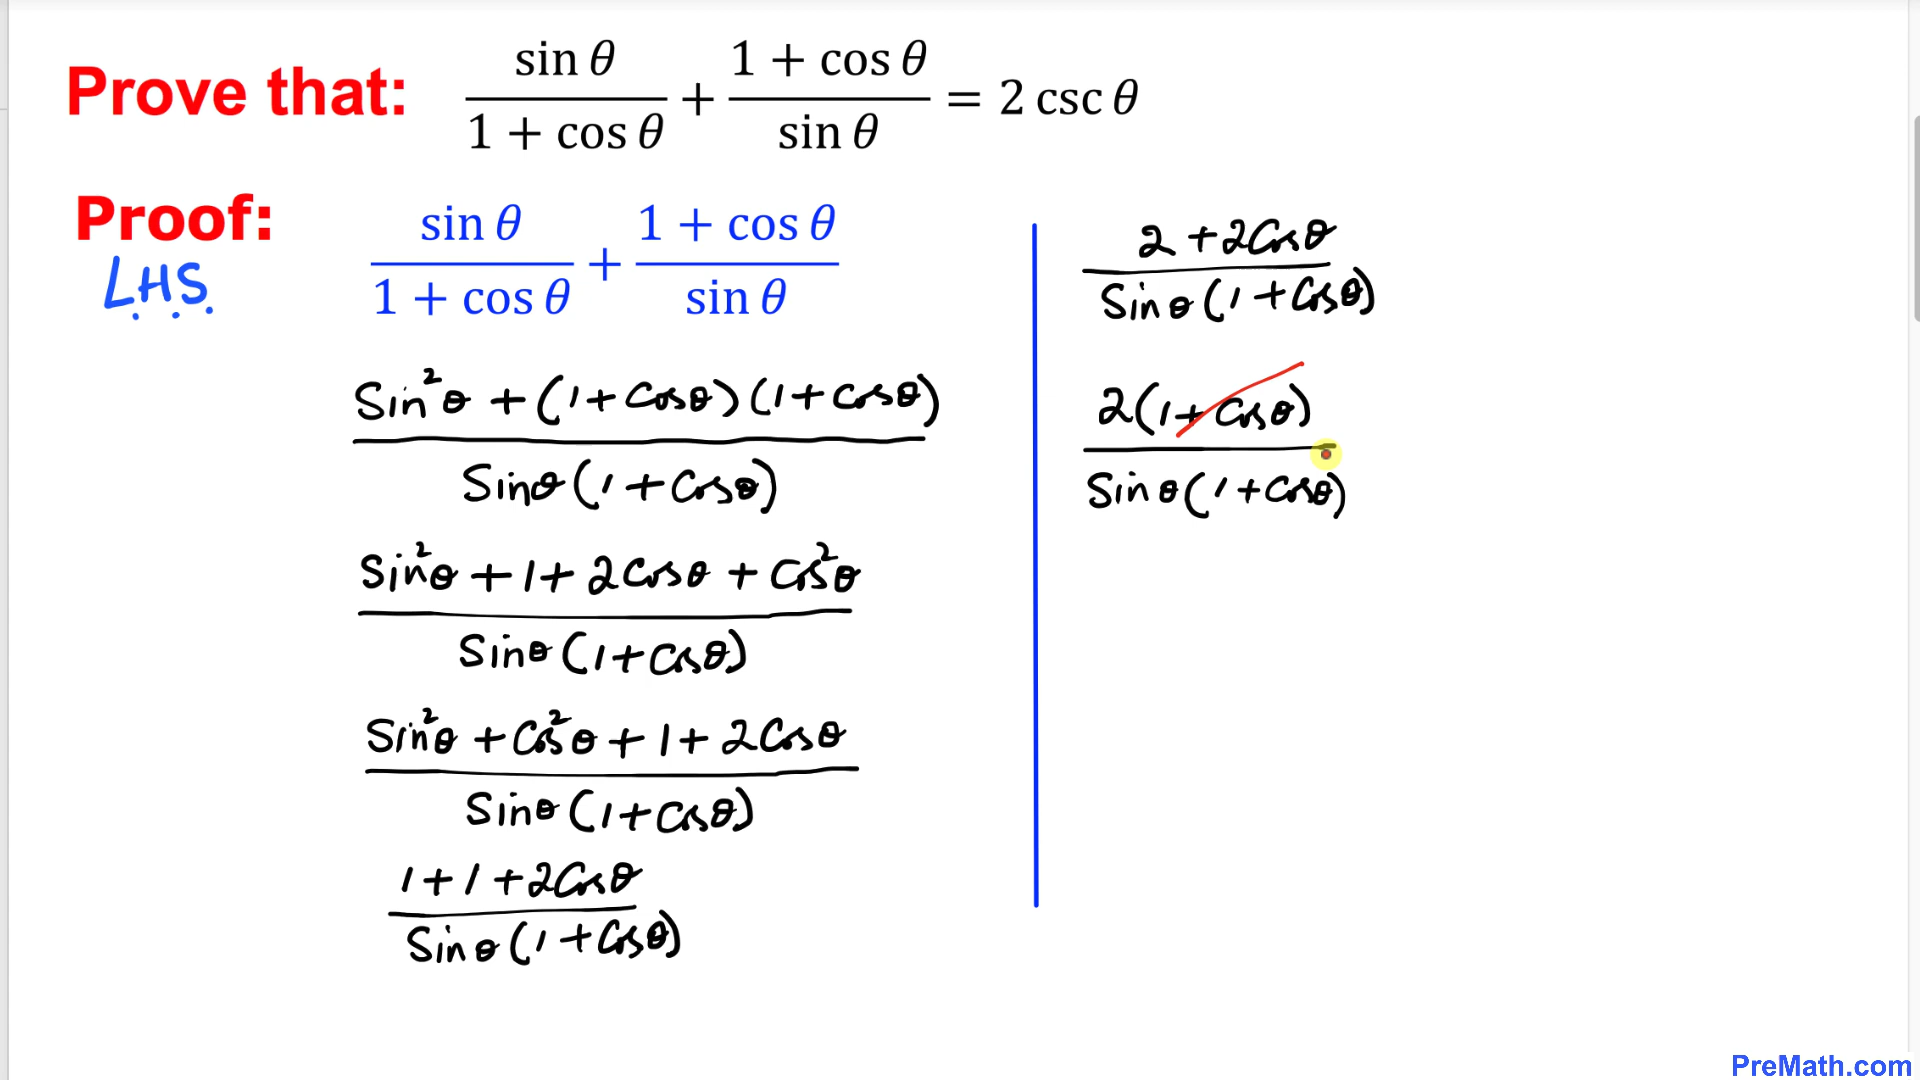 Prove that: sin θ / 1 + cos θ + 1 + cos θ / sin θ = 2 csc θ
Proof: sin θ / 1 + cos θ + 1 + cos θ / sin θ
L.H.S.
Sin²θ + (1 + Cosθ)(1 + Cosθ)
Sinθ(1 + Cosθ)
Sin²θ + 1 + 2Cosθ + Cos²θ
Sinθ(1 + Cosθ)
Sin²θ + Cos²θ + 1 + 2Cosθ
Sinθ(1 + Cosθ)
1 + 1 + 2Cosθ
Sinθ(1 + Cosθ)
2 + 2Cosθ
Sinθ(1 + Cosθ)
2(1 + Cosθ)
Sinθ(1 + Cosθ)
PreMath.com